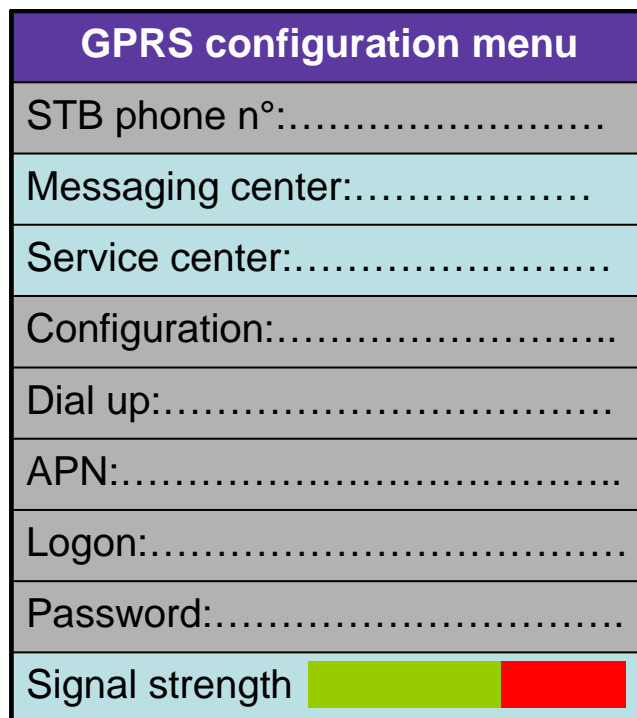 GPRS configuration menu
STB phone n°:……………………
Messaging center:………………
Service center:……………………
Configuration:……………………..
Dial up:…………………………….
APN:………………………………..
Logon:……………………………….
Password:………………………….
Signal strength